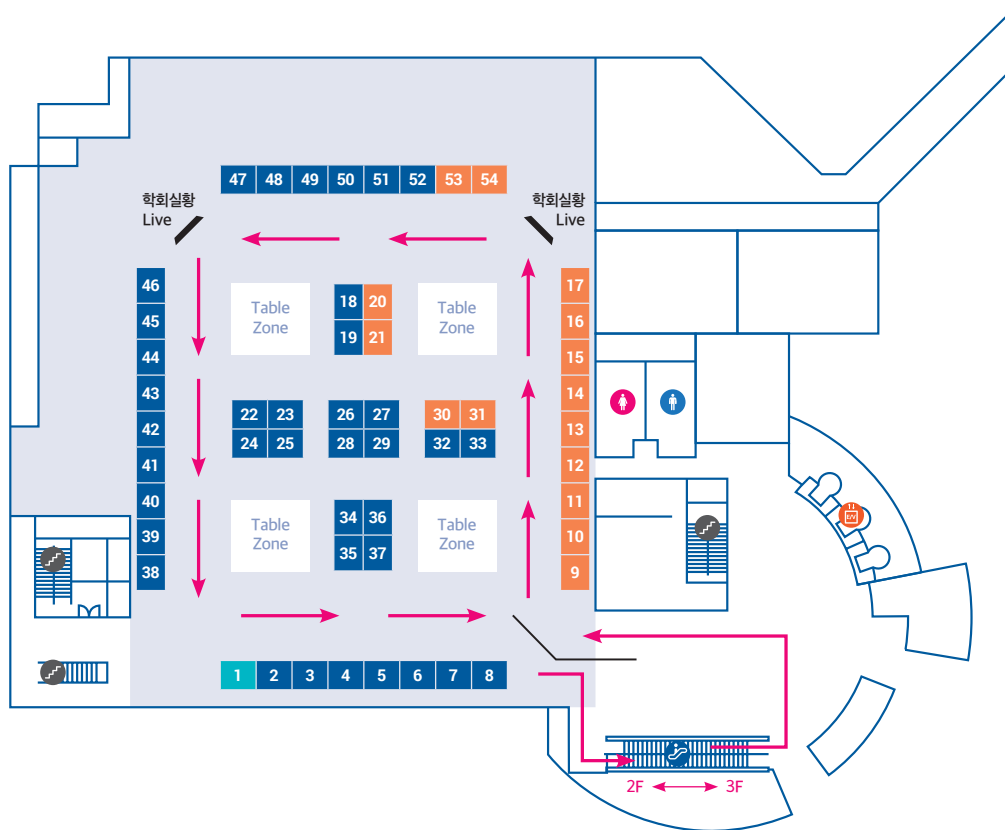 47 48 49 50 51 52 53 54
학회실황
Live
학회실황
Live
46
45
44
43
42
41
40
39
38
17
16
15
14
13
12
11
10
9
Table
Zone
18 20
19 21
Table
Zone
22 23
24 25
26 27
28 29
30 31
32 33
Table
Zone
34 36
35 37
Table
Zone
1 2 3 4 5 6 7 8
E/V
2F 3F